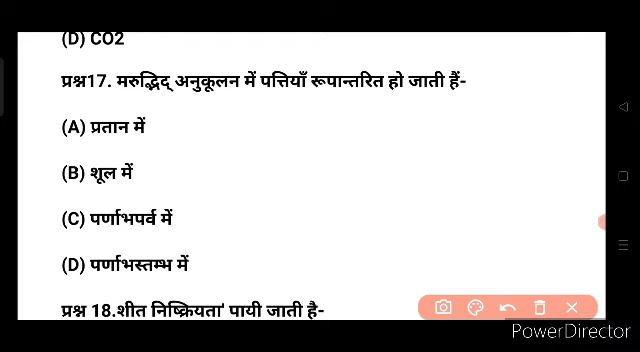 (D) CO2
प्रश्न17. मरुद्भिद् अनुकूलन में पत्तियाँ रूपान्तरित हो जाती हैं-
(A) प्रतान में
(B) शूल में
(C) पर्णाभपर्व में
(D) पर्णाभस्तम्भ में
प्रश्न 18.शीत निष्क्रियता' पायी जाती है-
PowerDirector